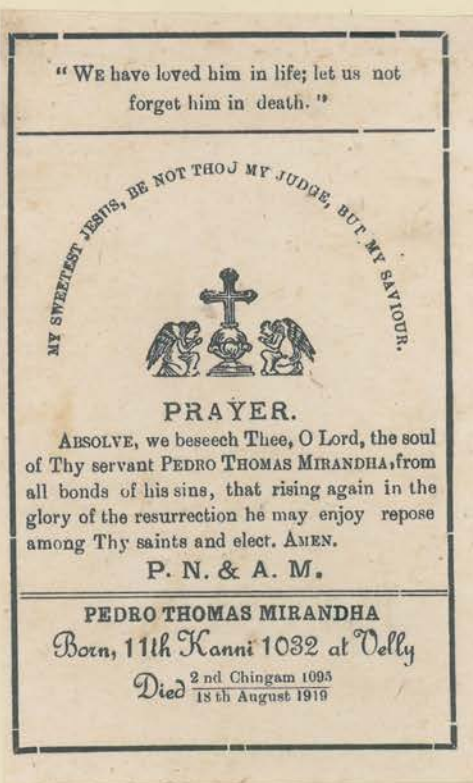 “ WE have loved him in life; let us not
forget him in death. ”
MY SWEETEST JESUS, BE NOT THOU MY JUDGE, BUT MY SAVIOUR.
PRAYER.
ABSOLVE, we beseech Thee, O Lord, the soul
of Thy servant PEDRO THOMAS MIRANDHA, from
all bonds of his sins, that rising again in the
glory of the resurrection he may enjoy repose
among Thy saints and elect. AMEN.
P. N. & A. M.
PEDRO THOMAS MIRANDHA
Born, 11th Kanni 1032 at Velly
Died 2 nd Chingam 1095
18 th August 1919